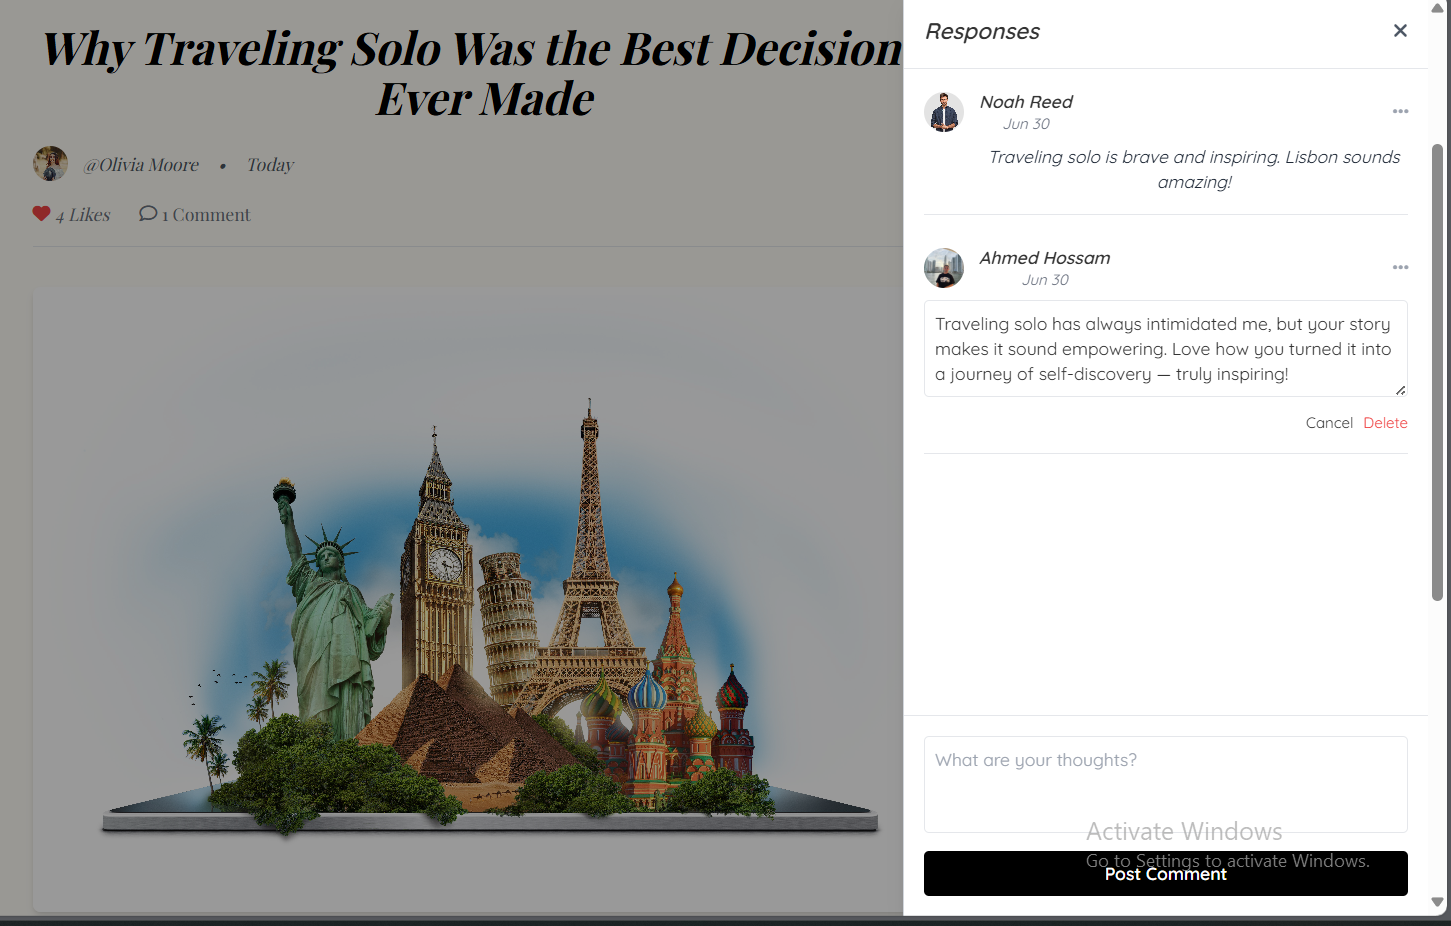 Why Traveling Solo Was the Best Decision
Ever Made
@Olivia Moore • Today
4 Likes 1 Comment
Responses
Noah Reed
Jun 30
Traveling solo is brave and inspiring. Lisbon sounds
amazing!
Ahmed Hossam
Jun 30
Traveling solo has always intimidated me, but your story
makes it sound empowering. Love how you turned it into
a journey of self-discovery — truly inspiring!
Cancel Delete
What are your thoughts?
Activate Windows
Go to Settings to activate Windows.
Post Comment